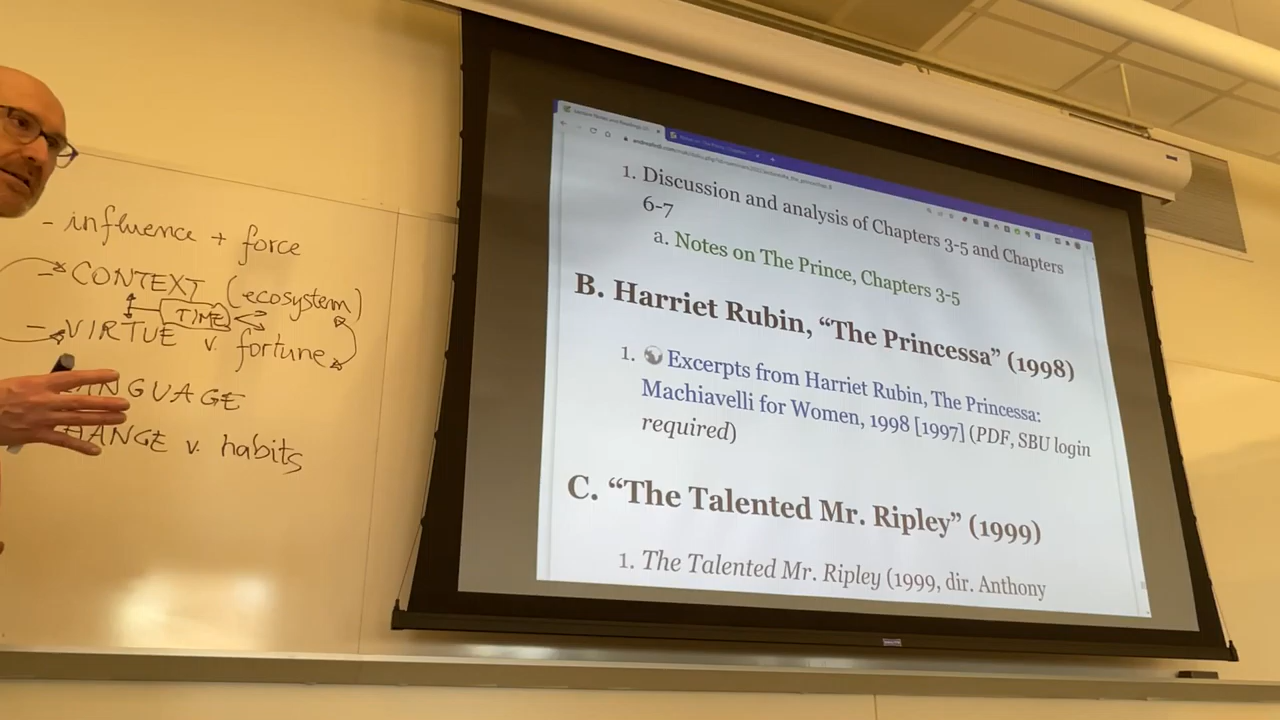 - influence + force
→ CONTEXT (ecosystem)
TIME
- VIRTUE v. fortune
ANGUAGE
HANGE v. habits
1. Discussion and analysis of Chapters 3-5 and Chapters
6-7
a. Notes on The Prince, Chapters 3-5
B. Harriet Rubin, “The Princessa” (1998)
1. Excerpts from Harriet Rubin, The Princessa:
Machiavelli for Women, 1998 [1997] (PDF, SBU login
required)
C. “The Talented Mr. Ripley” (1999)
1. The Talented Mr. Ripley (1999, dir. Anthony